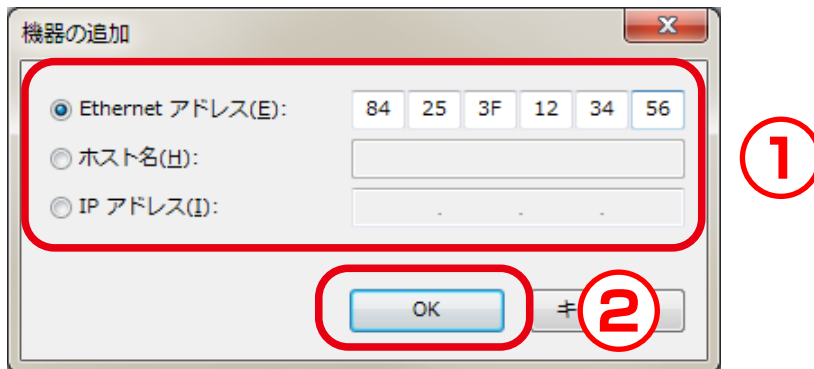 機器の追加
Ethernet アドレス(E): 84 25 3F 12 34 56
ホスト名(H):
IP アドレス(I): . . .
①
OK キ
②